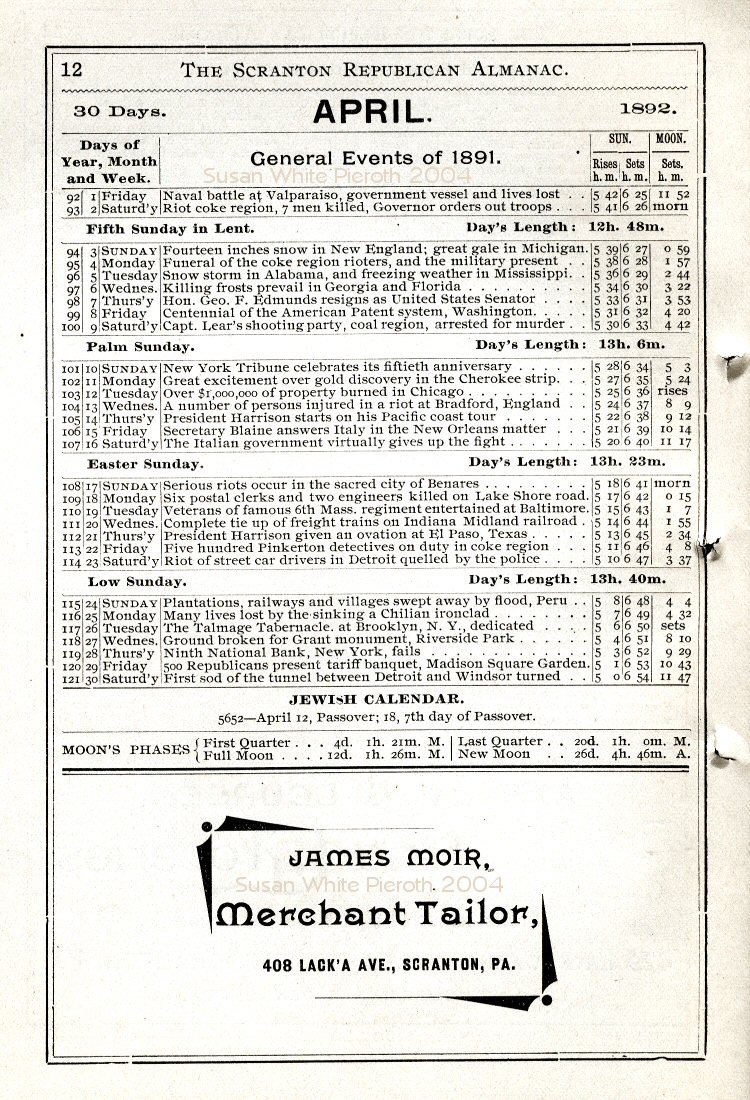 12 THE SCRANTON REPUBLICAN ALMANAC.
30 Days. APRIL. 1892.
Days of Year, Month and Week. General Events of 1891. SUN. MOON.
Rises Sets Sets.
h. m. h. m. h. m.
Susan White Pieroth 2004
92 1 Friday Naval battle at Valparaiso, government vessel and lives lost . . 5 42 6 25 11 52
93 2 Saturd'y Riot coke region, 7 men killed, Governor orders out troops . . . 5 41 6 26 morn
Fifth Sunday in Lent. Day's Length: 12h. 48m.
94 3 SUNDAY Fourteen inches snow in New England; great gale in Michigan. 5 39 6 27 0 59
95 4 Monday Funeral of the coke region rioters, and the military present . . 5 38 6 28 1 57
96 5 Tuesday Snow storm in Alabama, and freezing weather in Mississippi. . 5 36 6 29 2 44
97 6 Wednes. Killing frosts prevail in Georgia and Florida . . . . . . . . 5 34 6 30 3 22
98 7 Thurs'y Hon. Geo. F. Edmunds resigns as United States Senator . . . . 5 33 6 31 3 53
99 8 Friday Centennial of the American Patent system, Washington. . . . . 5 31 6 32 4 20
100 9 Saturd'y Capt. Lear's shooting party, coal region, arrested for murder . . 5 30 6 33 4 42
Palm Sunday. Day's Length: 13h. 6m.
101 10 SUNDAY New York Tribune celebrates its fiftieth anniversary . . . . . . 5 28 6 34 5 3
102 11 Monday Great excitement over gold discovery in the Cherokee strip. . . 5 27 6 35 5 24
103 12 Tuesday Over $1,000,000 of property burned in Chicago . . . . . . . . 5 25 6 36 rises
104 13 Wednes. A number of persons injured in a riot at Bradford, England . . 5 24 6 37 8 9
105 14 Thurs'y President Harrison starts on his Pacific coast tour . . . . . . 5 22 6 38 9 12
106 15 Friday Secretary Blaine answers Italy in the New Orleans matter . . . 5 21 6 39 10 14
107 16 Saturd'y The Italian government virtually gives up the fight . . . . . . . 5 20 6 40 11 17
Easter Sunday. Day's Length: 13h. 23m.
108 17 SUNDAY Serious riots occur in the sacred city of Benares . . . . . . . . 5 18 6 41 morn
109 18 Monday Six postal clerks and two engineers killed on Lake Shore road. 5 17 6 42 0 15
110 19 Tuesday Veterans of famous 6th Mass. regiment entertained at Baltimore. 5 15 6 43 1 7
111 20 Wednes. Complete tie up of freight trains on Indiana Midland railroad . 5 14 6 44 1 55
112 21 Thurs'y President Harrison given an ovation at El Paso, Texas . . . . . 5 13 6 45 2 34
113 22 Friday Five hundred Pinkerton detectives on duty in coke region . . . 5 11 6 46 4 8
114 23 Saturd'y Riot of street car drivers in Detroit quelled by the police . . . . 5 10 6 47 3 37
Low Sunday. Day's Length: 13h. 40m.
115 24 SUNDAY Plantations, railways and villages swept away by flood, Peru . . 5 8 6 48 4 4
116 25 Monday Many lives lost by the sinking a Chilian ironclad . . . . . . . . 5 7 6 49 4 32
117 26 Tuesday The Talmage Tabernacle. at Brooklyn, N. Y., dedicated . . . . 5 6 6 50 sets
118 27 Wednes. Ground broken for Grant monument, Riverside Park . . . . . . 5 4 6 51 8 10
119 28 Thurs'y Ninth National Bank, New York, fails . . . . . . . . . . . . 5 3 6 52 9 29
120 29 Friday 500 Republicans present tariff banquet, Madison Square Garden. 5 1 6 53 10 43
121 30 Saturd'y First sod of the tunnel between Detroit and Windsor turned . . 5 0 6 54 11 47
JEWISH CALENDAR.
5652—April 12, Passover; 18, 7th day of Passover.
MOON'S PHASES { First Quarter . . . 4d. 1h. 21m. M. | Last Quarter . . 20d. 1h. 0m. M.
Full Moon . . . . 12d. 1h. 26m. M. | New Moon . . 26d. 4h. 46m. A.
JAMES MOIR,
Susan White Pieroth 2004
Merchant Tailor,
408 LACK'A AVE., SCRANTON, PA.